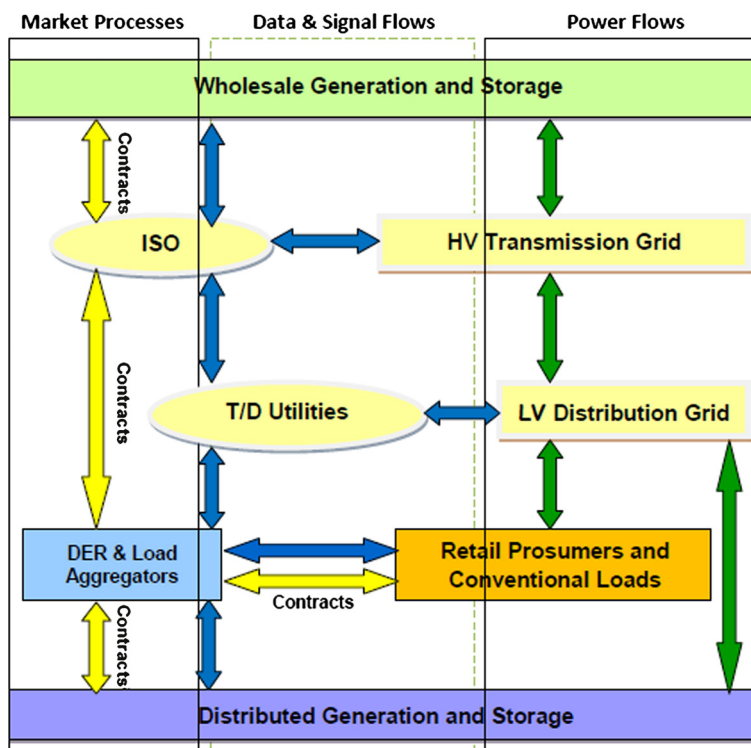 Market Processes
Data & Signal Flows
Power Flows
Wholesale Generation and Storage
Contracts
ISO
HV Transmission Grid
Contracts
T/D Utilities
LV Distribution Grid
DER & Load
Aggregators
Retail Prosumers and
Conventional Loads
Contracts
Contracts
Distributed Generation and Storage